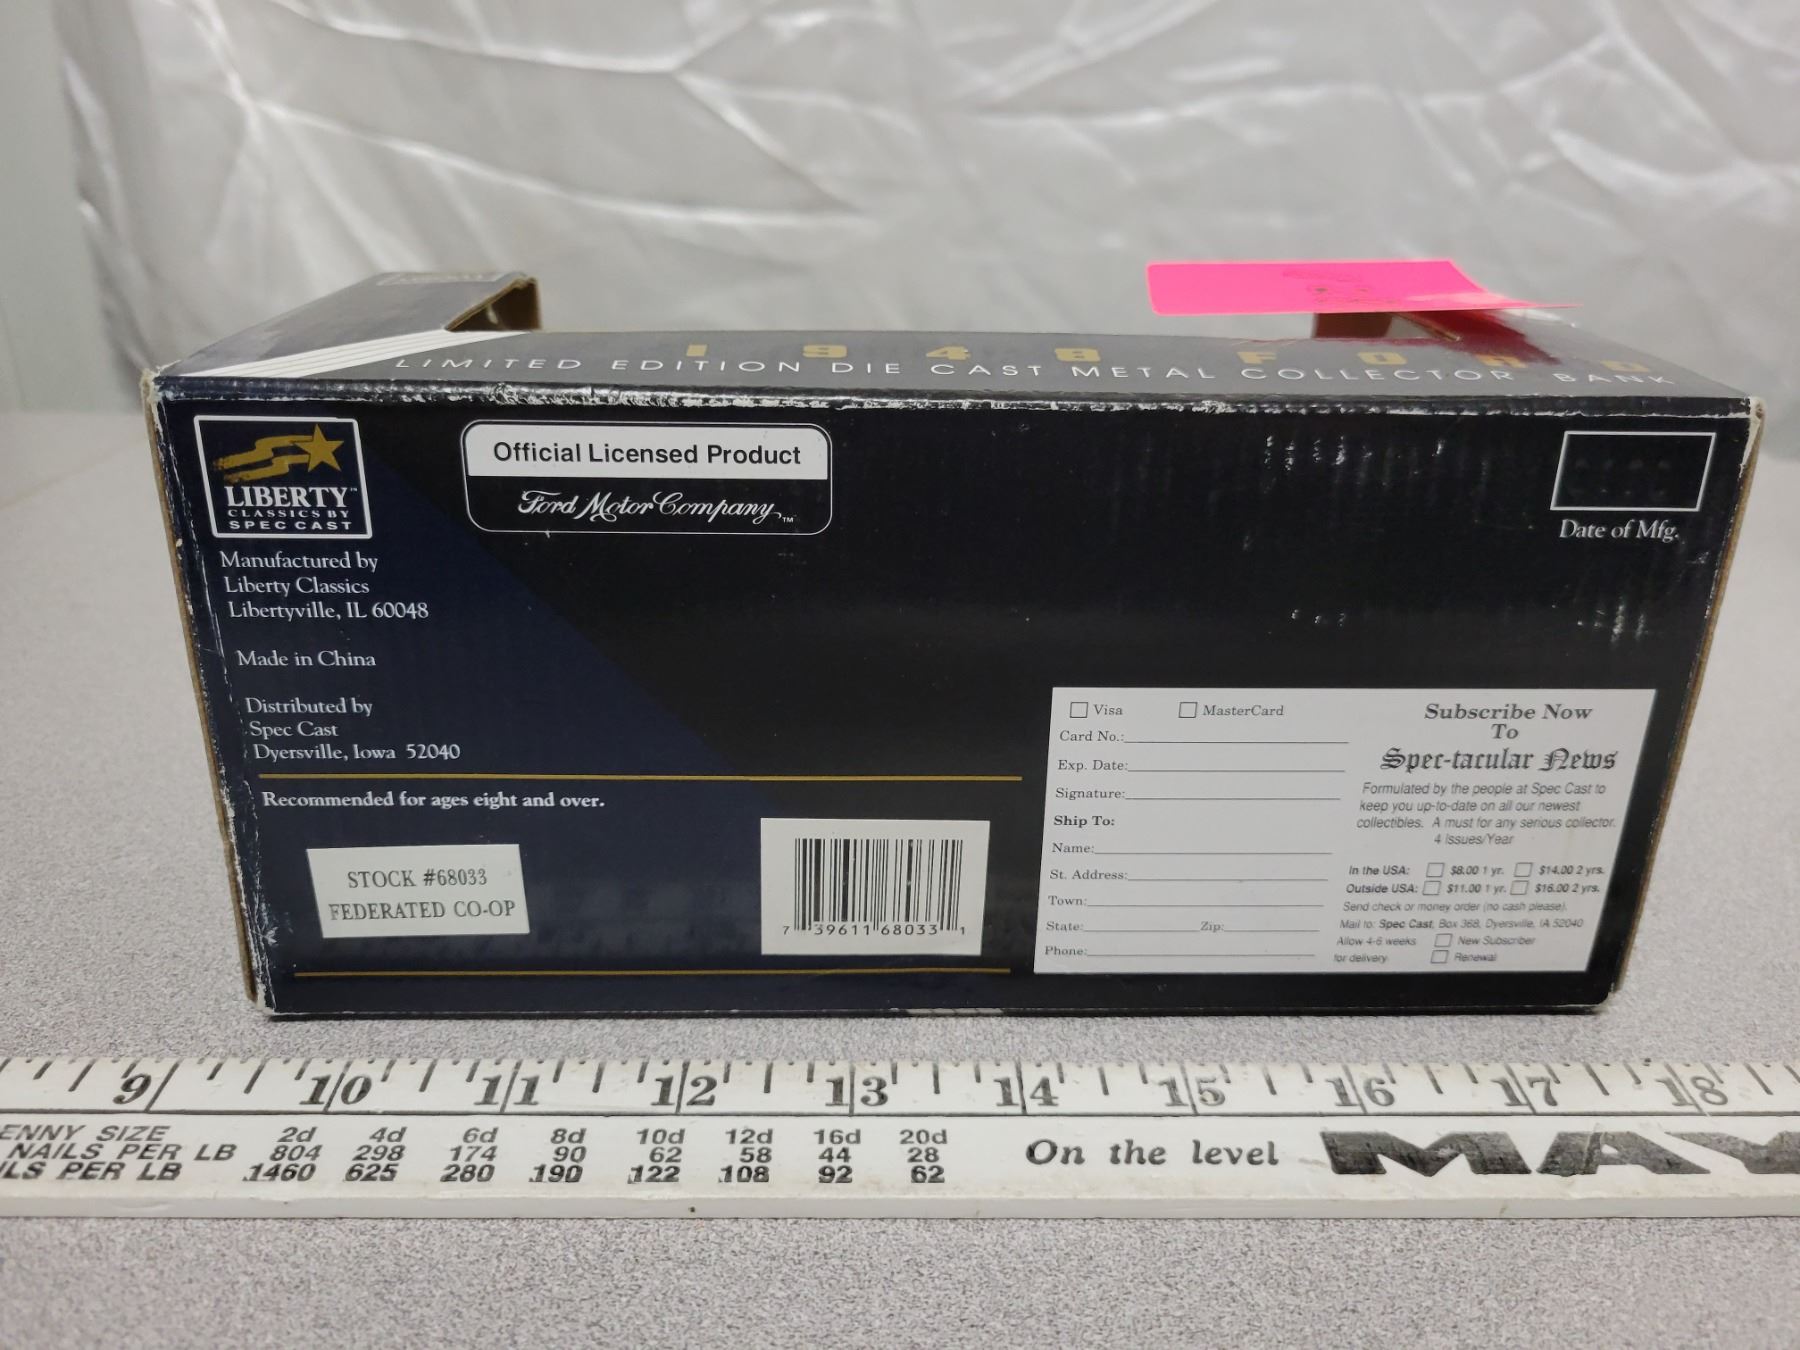 1948 FORD
LIMITED EDITION DIE CAST METAL COLLECTOR BANK
LIBERTY™
CLASSICS BY
SPEC CAST
Official Licensed Product
Ford Motor Company™
Date of Mfg.
Manufactured by
Liberty Classics
Libertyville, IL 60048
Made in China
Distributed by
Spec Cast
Dyersville, Iowa 52040
Recommended for ages eight and over.
STOCK #68033
FEDERATED CO-OP
7 39611 68033 1
Visa MasterCard
Card No.:
Exp. Date:
Signature:
Ship To:
Name:
St. Address:
Town:
State: Zip:
Phone:
Subscribe Now
To
Spec-tacular News
Formulated by the people at Spec Cast to
keep you up-to-date on all our newest
collectibles. A must for any serious collector.
4 Issues/Year
In the USA: $8.00 1 yr. $14.00 2 yrs.
Outside USA: $11.00 1 yr. $16.00 2 yrs.
Send check or money order (no cash please).
Mail to: Spec Cast, Box 368, Dyersville, IA 52040
Allow 4-6 weeks New Subscriber
for delivery Renewal
9 10 11 12 13 14 15 16 17 18
ENNY SIZE 2d 4d 6d 8d 10d 12d 16d 20d
NAILS PER LB 804 298 174 90 62 58 44 28
ILS PER LB 1460 625 280 190 122 108 92 62
On the level MAY